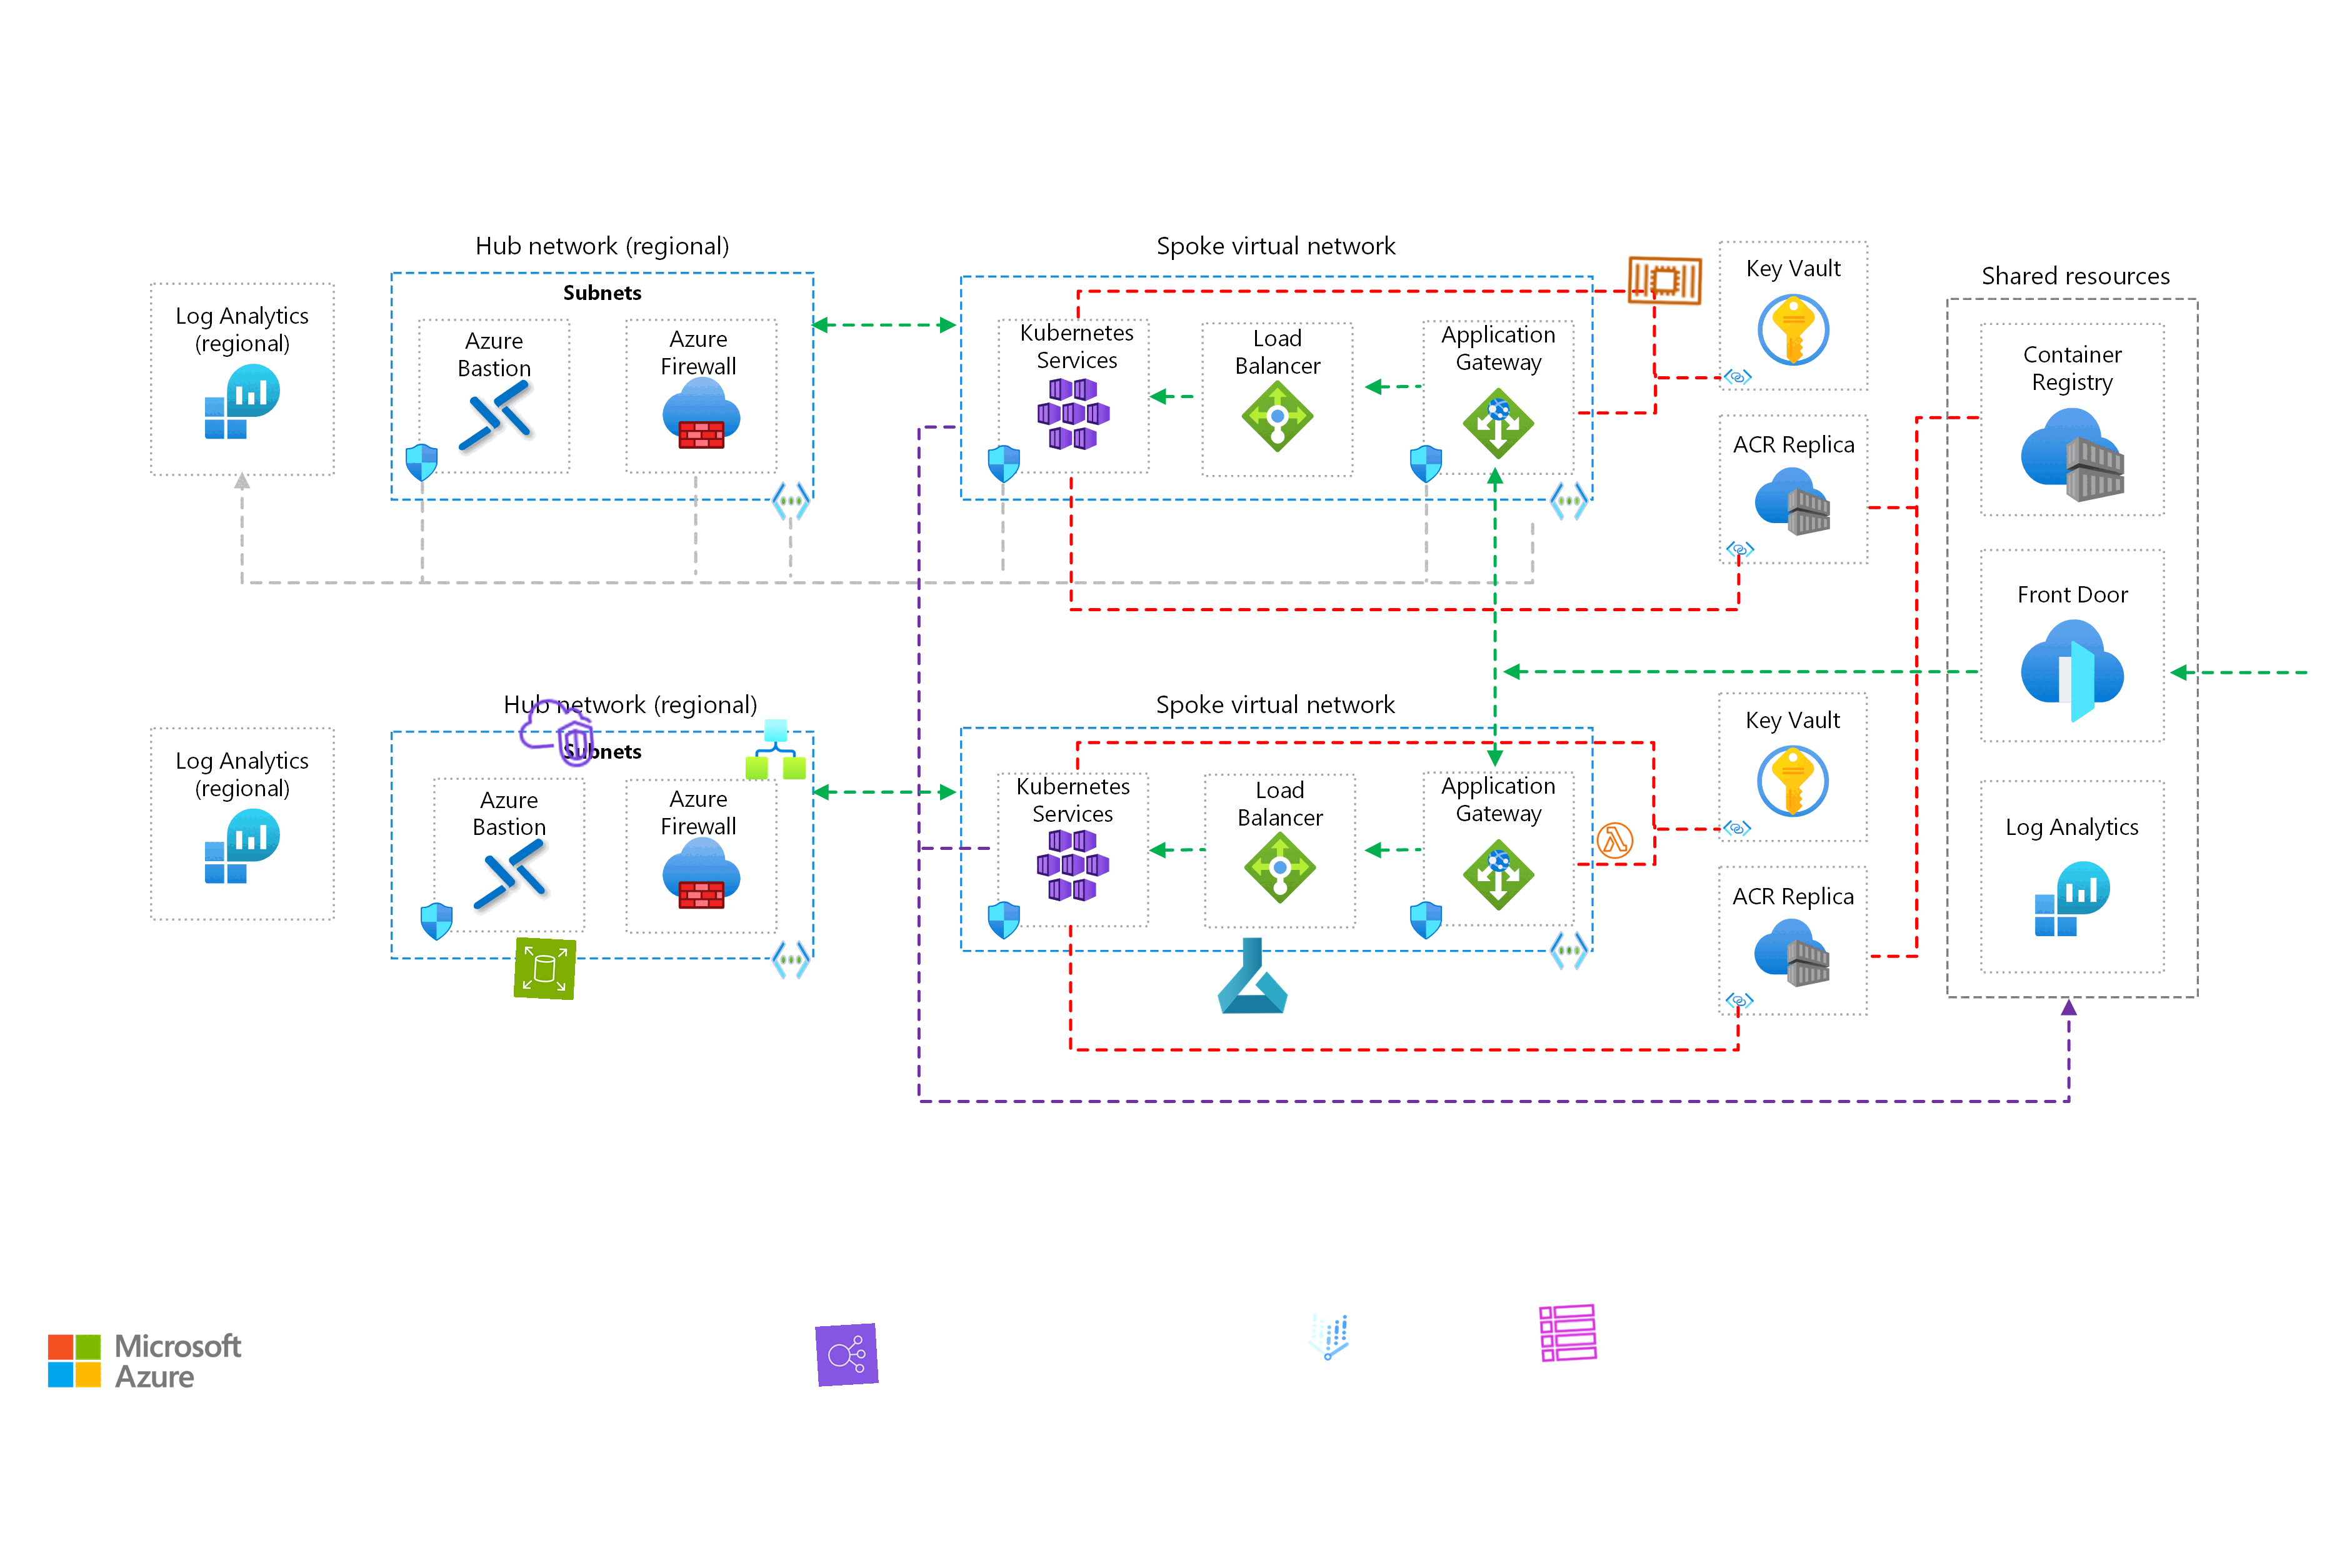 Hub network (regional)
Spoke virtual network
Key Vault
Shared resources
Log Analytics
(regional)
Subnets
Azure
Bastion
Azure
Firewall
Kubernetes
Services
Load
Balancer
Application
Gateway
Container
Registry
ACR Replica
Front Door
Hub network (regional)
Spoke virtual network
Key Vault
Log Analytics
(regional)
Subnets
Azure
Bastion
Azure
Firewall
Kubernetes
Services
Load
Balancer
Application
Gateway
Log Analytics
ACR Replica
Microsoft
Azure